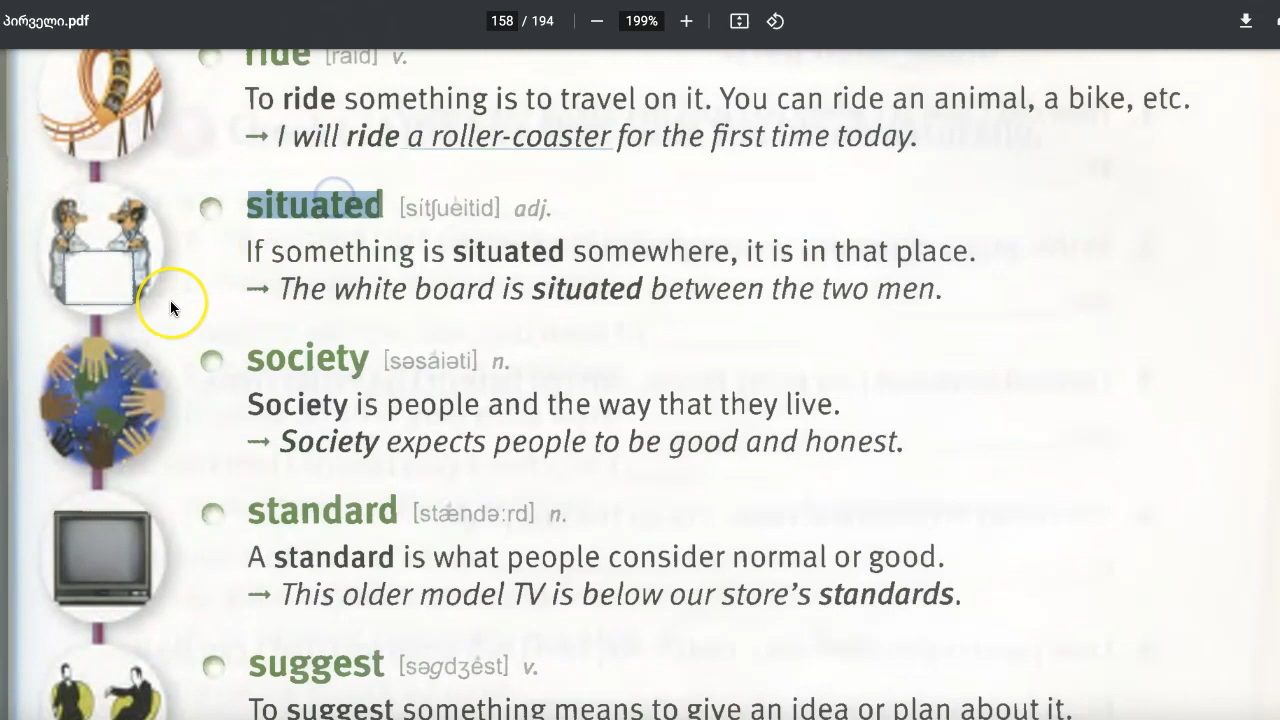 პირველი.pdf
158 / 194
199%
ride [raid] v.
To ride something is to travel on it. You can ride an animal, a bike, etc.
→ I will ride a roller-coaster for the first time today.
situated [sítʃuèitid] adj.
If something is situated somewhere, it is in that place.
→ The white board is situated between the two men.
society [səsáiəti] n.
Society is people and the way that they live.
→ Society expects people to be good and honest.
standard [stǽndə:rd] n.
A standard is what people consider normal or good.
→ This older model TV is below our store's standards.
suggest [səgdʒést] v.
To suggest something means to give an idea or plan about it.